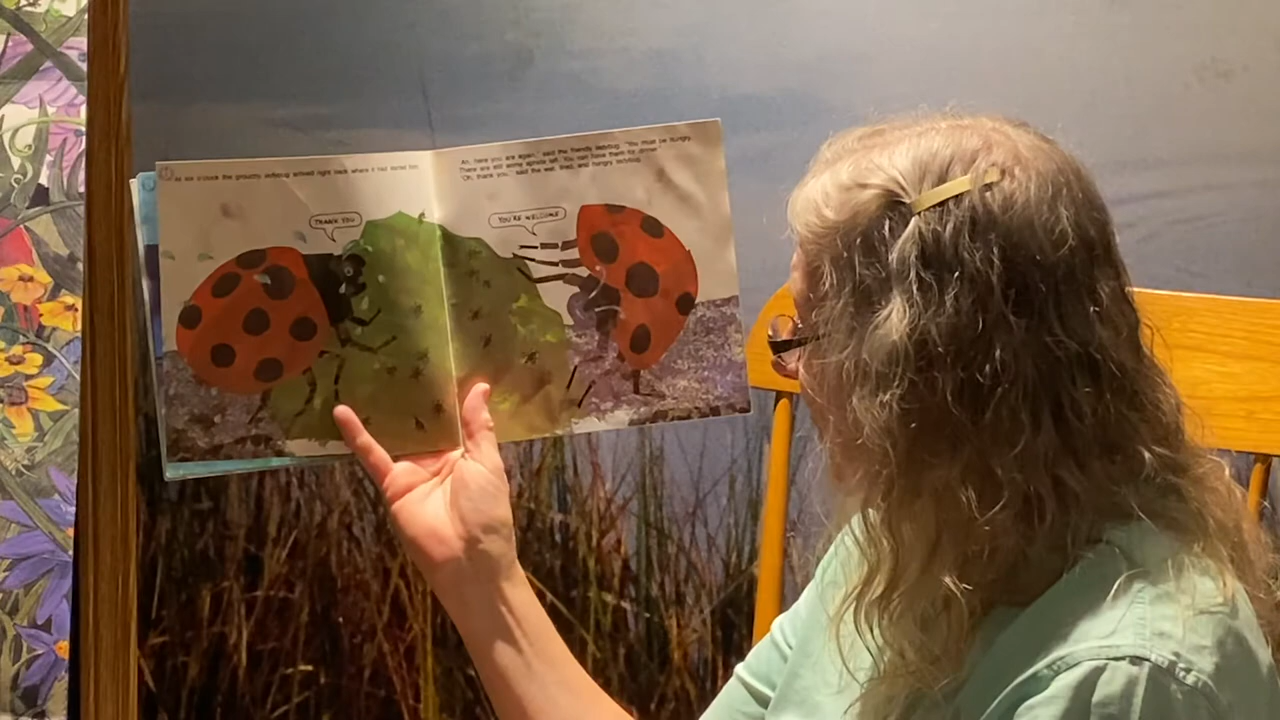 At six o'clock the grouchy ladybug arrived right back where it had started from.
THANK YOU
"Ah, here you are again," said the friendly ladybug. "You must be hungry.
There are still some aphids left. You can have them for dinner."
"Oh, thank you," said the wet, tired, and hungry ladybug.
YOU'RE WELCOME